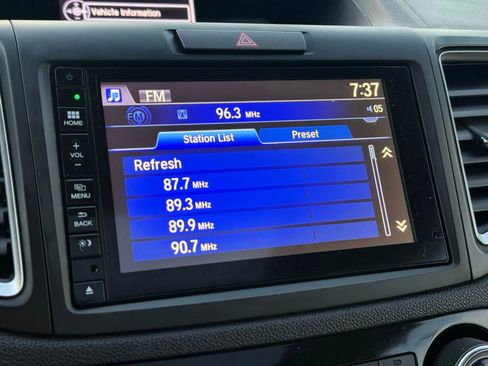 Vehicle Information
FM
7:37
FM
96.3 MHz
05
HOME
Station List
Preset
+
VOL
−
Refresh
87.7 MHz
MENU
89.3 MHz
BACK
89.9 MHz
90.7 MHz